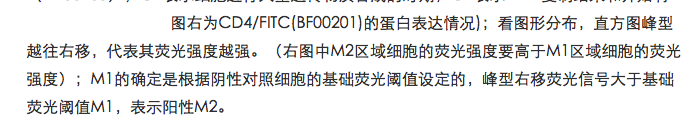 图右为CD4/FITC(BF00201)的蛋白表达情况)；看图形分布，直方图峰型
越往右移，代表其荧光强度越强。（右图中M2区域细胞的荧光强度要高于M1区域细胞的荧光
强度）；M1的确定是根据阴性对照细胞的基础荧光阈值设定的，峰型右移荧光信号大于基础
荧光阈值M1，表示阳性M2。